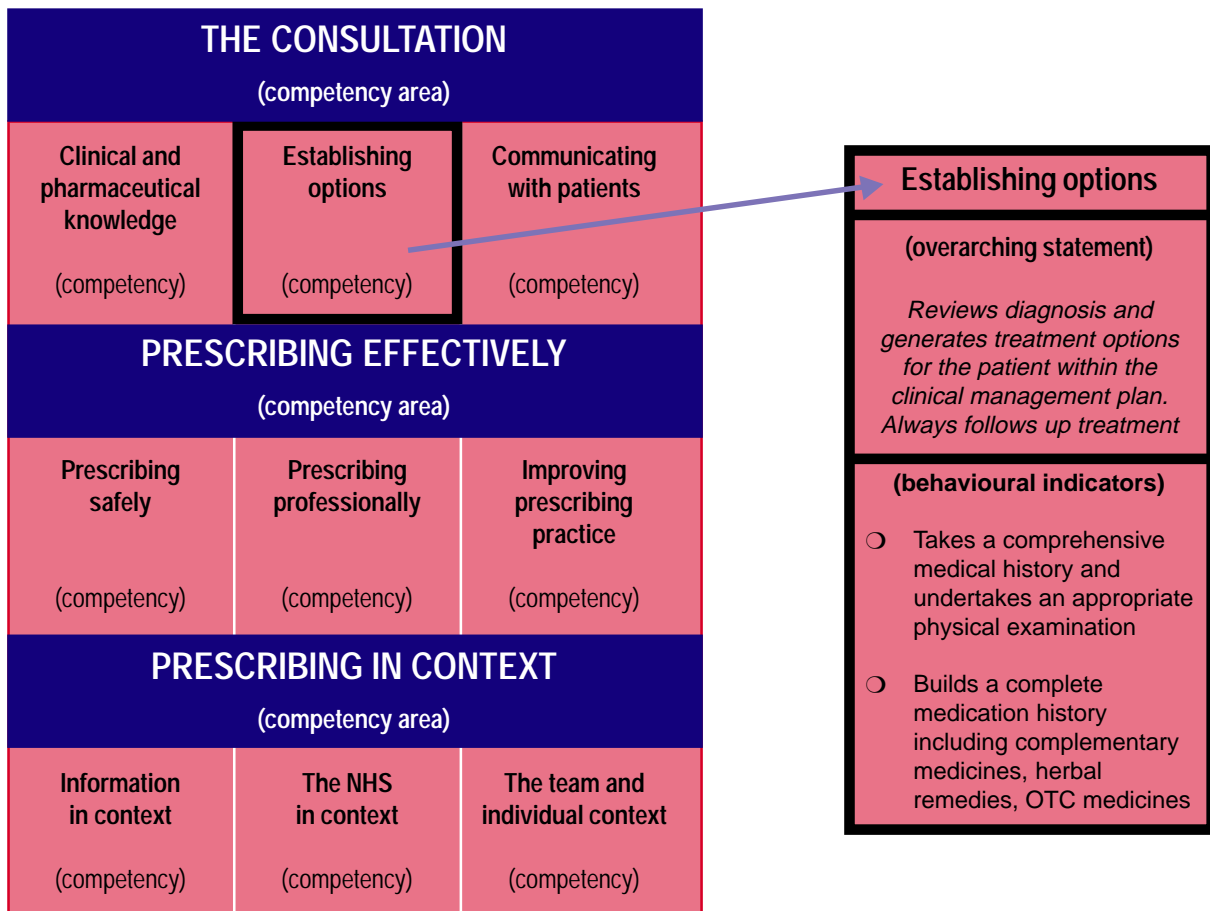 THE CONSULTATION
(competency area)
Clinical and
pharmaceutical
knowledge
(competency)
Establishing
options
(competency)
Communicating
with patients
(competency)
PRESCRIBING EFFECTIVELY
(competency area)
Prescribing
safely
(competency)
Prescribing
professionally
(competency)
Improving
prescribing
practice
(competency)
PRESCRIBING IN CONTEXT
(competency area)
Information
in context
(competency)
The NHS
in context
(competency)
The team and
individual context
(competency)
Establishing options
(overarching statement)
Reviews diagnosis and
generates treatment options
for the patient within the
clinical management plan.
Always follows up treatment
(behavioural indicators)
❍ Takes a comprehensive
medical history and
undertakes an appropriate
physical examination
❍ Builds a complete
medication history
including complementary
medicines, herbal
remedies, OTC medicines